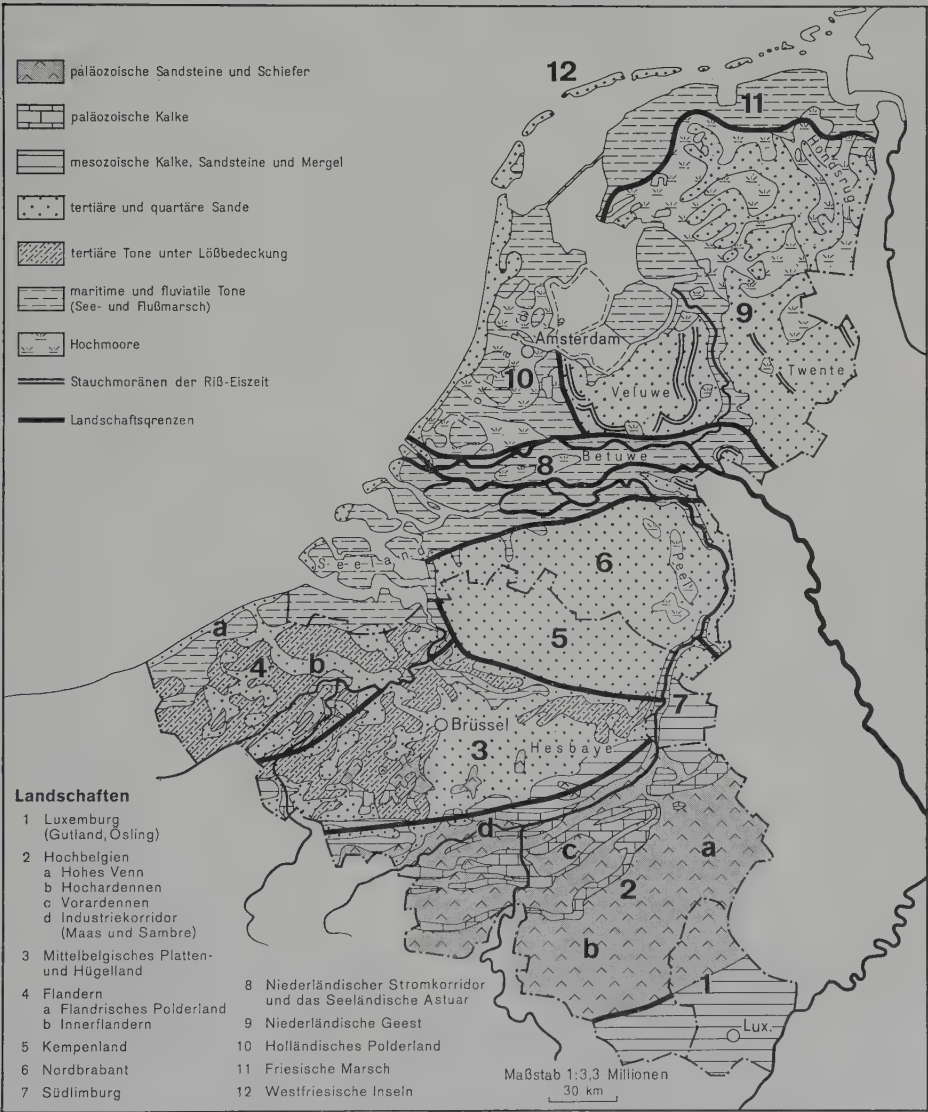 paläozoische Sandsteine und Schiefer
paläozoische Kalke
mesozoische Kalke, Sandsteine und Mergel
tertiäre und quartäre Sande
tertiäre Tone unter Lößbedeckung
maritime und fluviatile Tone
(See- und Flußmarsch)
Hochmoore
Stauchmoränen der Riß-Eiszeit
Landschaftsgrenzen
12
11
Hondsrug
9
Amsterdam
Twente
10
Veluwe
8
Betuwe
Seeland
6
Peel
5
a
4
b
7
Brüssel
3
Hesbaye
d
c
a
2
b
1
Lux.
Landschaften
1 Luxemburg
(Gutland, Ösling)
2 Hochbelgien
a Hohes Venn
b Hochardennen
c Vorardennen
d Industriekorridor
(Maas und Sambre)
3 Mittelbelgisches Platten-
und Hügelland
4 Flandern
a Flandrisches Polderland
b Innerflandern
5 Kempenland
6 Nordbrabant
7 Südlimburg
8 Niederländischer Stromkorridor
und das Seeländische Ästuar
9 Niederländische Geest
10 Holländisches Polderland
11 Friesische Marsch
12 Westfriesische Inseln
Maßstab 1:3,3 Millionen
30 km